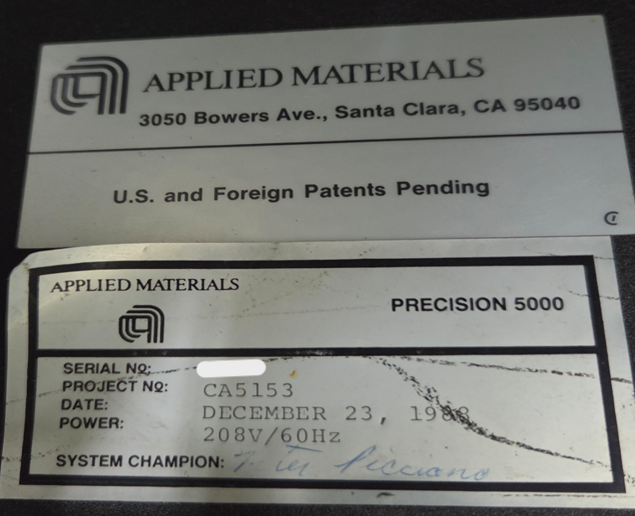 APPLIED MATERIALS
3050 Bowers Ave., Santa Clara, CA 95040
U.S. and Foreign Patents Pending
APPLIED MATERIALS
PRECISION 5000
SERIAL NO:
PROJECT NO: CA5153
DATE: DECEMBER 23, 1988
POWER: 208V/60Hz
SYSTEM CHAMPION: Picciano